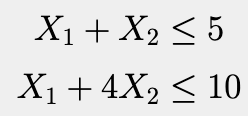 X₁ + X₂ ≤ 5
X₁ + 4X₂ ≤ 10